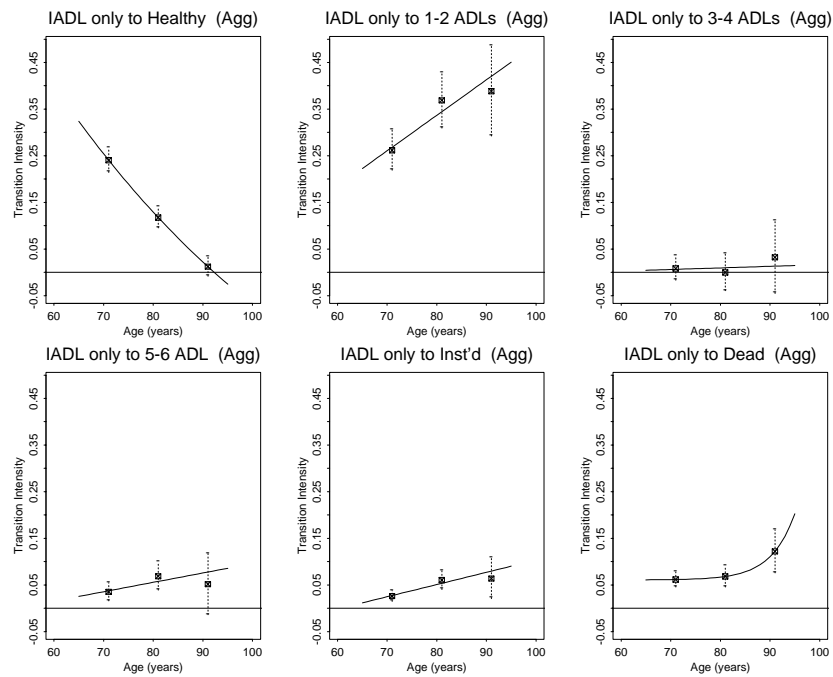 IADL only to Healthy (Agg)
IADL only to 1-2 ADLs (Agg)
IADL only to 3-4 ADLs (Agg)
Transition Intensity
-0.05 0.05 0.15 0.25 0.35 0.45
60 70 80 90 100
Age (years)
Transition Intensity
-0.05 0.05 0.15 0.25 0.35 0.45
60 70 80 90 100
Age (years)
Transition Intensity
-0.05 0.05 0.15 0.25 0.35 0.45
60 70 80 90 100
Age (years)
IADL only to 5-6 ADL (Agg)
IADL only to Inst'd (Agg)
IADL only to Dead (Agg)
Transition Intensity
-0.05 0.05 0.15 0.25 0.35 0.45
60 70 80 90 100
Age (years)
Transition Intensity
-0.05 0.05 0.15 0.25 0.35 0.45
60 70 80 90 100
Age (years)
Transition Intensity
-0.05 0.05 0.15 0.25 0.35 0.45
60 70 80 90 100
Age (years)